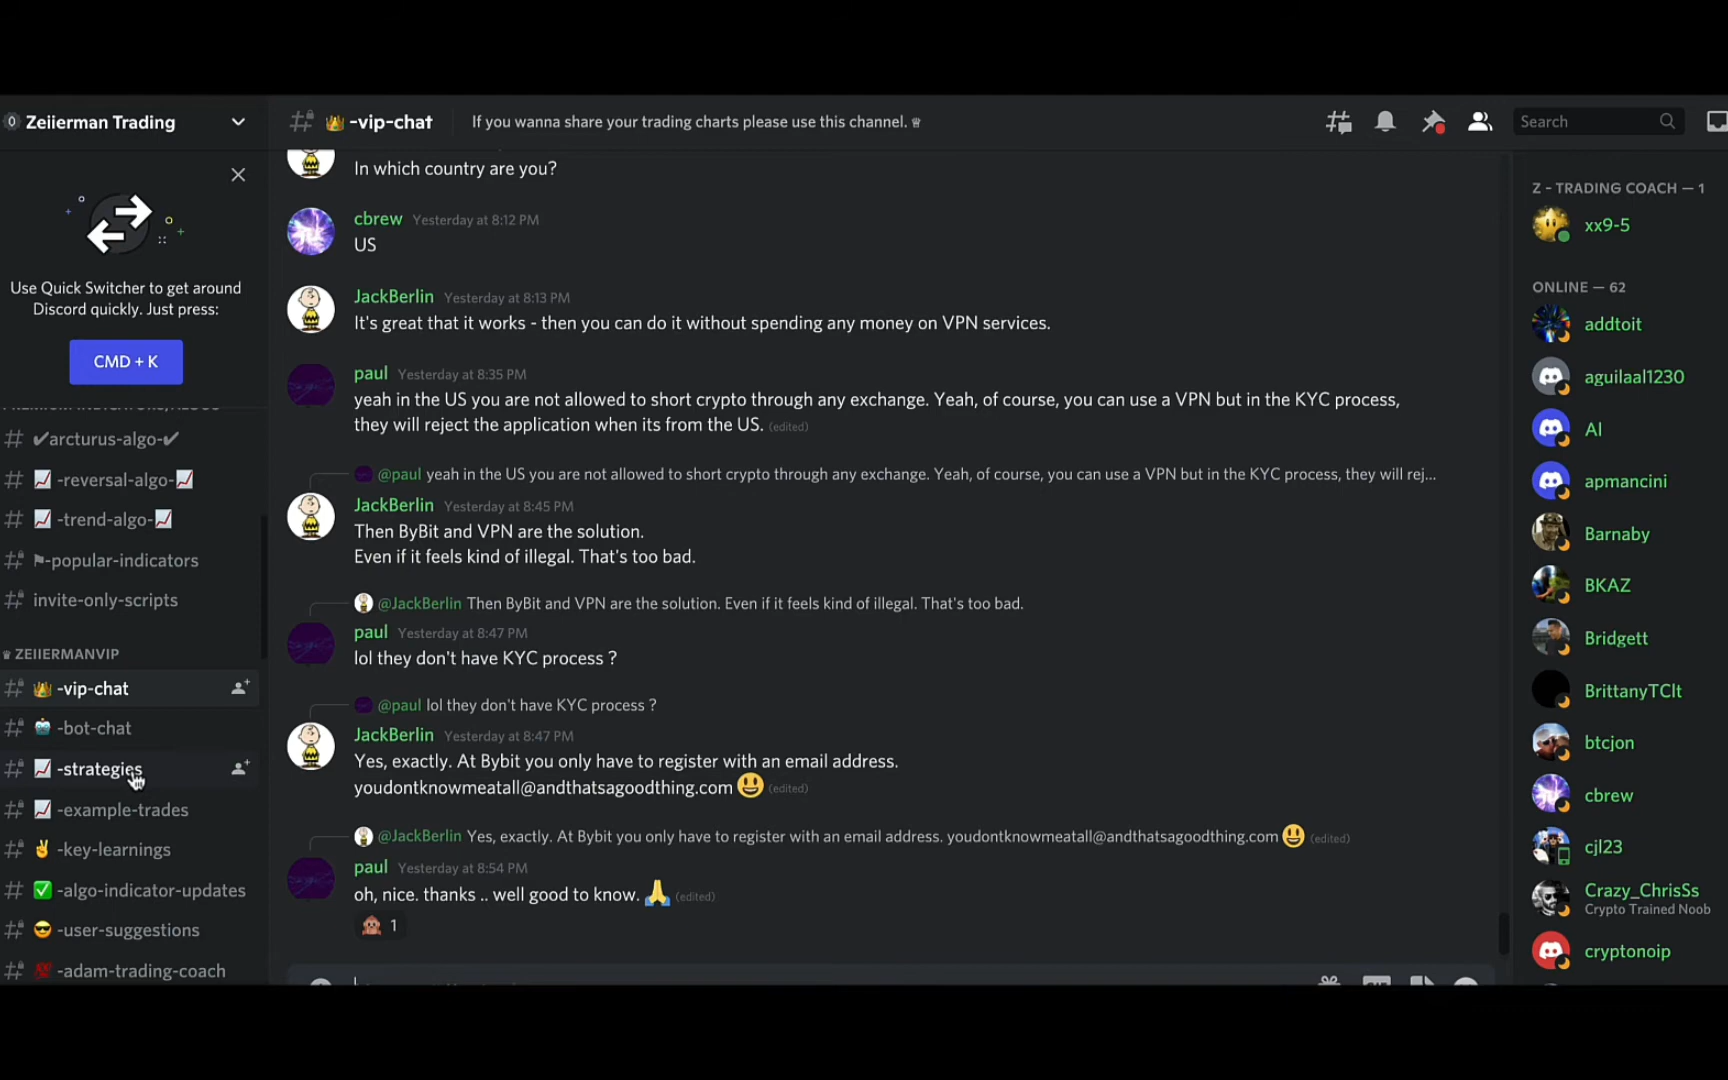 Zeiierman Trading
Use Quick Switcher to get around
Discord quickly. Just press:
CMD + K
PREMIUM INDICATORS/ALGOS
✔arcturus-algo-✔
📈 -reversal-algo-📈
📈 -trend-algo-📈
⚑-popular-indicators
invite-only-scripts
♛ ZEIIERMANVIP
👑 -vip-chat
🤖 -bot-chat
📈 -strategies
📈 -example-trades
✌ -key-learnings
✅ -algo-indicator-updates
😎 -user-suggestions
💯 -adam-trading-coach
👑 -vip-chat
If you wanna share your trading charts please use this channel. ♛
Search
In which country are you?
cbrew Yesterday at 8:12 PM
US
JackBerlin Yesterday at 8:13 PM
It's great that it works - then you can do it without spending any money on VPN services.
paul Yesterday at 8:35 PM
yeah in the US you are not allowed to short crypto through any exchange. Yeah, of course, you can use a VPN but in the KYC process,
they will reject the application when its from the US. (edited)
@paul yeah in the US you are not allowed to short crypto through any exchange. Yeah, of course, you can use a VPN but in the KYC process, they will rej...
JackBerlin Yesterday at 8:45 PM
Then ByBit and VPN are the solution.
Even if it feels kind of illegal. That's too bad.
@JackBerlin Then ByBit and VPN are the solution. Even if it feels kind of illegal. That's too bad.
paul Yesterday at 8:47 PM
lol they don't have KYC process ?
@paul lol they don't have KYC process ?
JackBerlin Yesterday at 8:47 PM
Yes, exactly. At Bybit you only have to register with an email address.
youdontknowmeatall@andthatsagoodthing.com 😃 (edited)
@JackBerlin Yes, exactly. At Bybit you only have to register with an email address. youdontknowmeatall@andthatsagoodthing.com 😃 (edited)
paul Yesterday at 8:54 PM
oh, nice. thanks .. well good to know. 🙏 (edited)
🙊 1
Z - TRADING COACH — 1
xx9-5
ONLINE — 62
addtoit
aguilaal1230
Al
apmancini
Barnaby
BKAZ
Bridgett
BrittanyTClt
btcjon
cbrew
cjl23
Crazy_ChrisSs
Crypto Trained Noob
cryptonoip